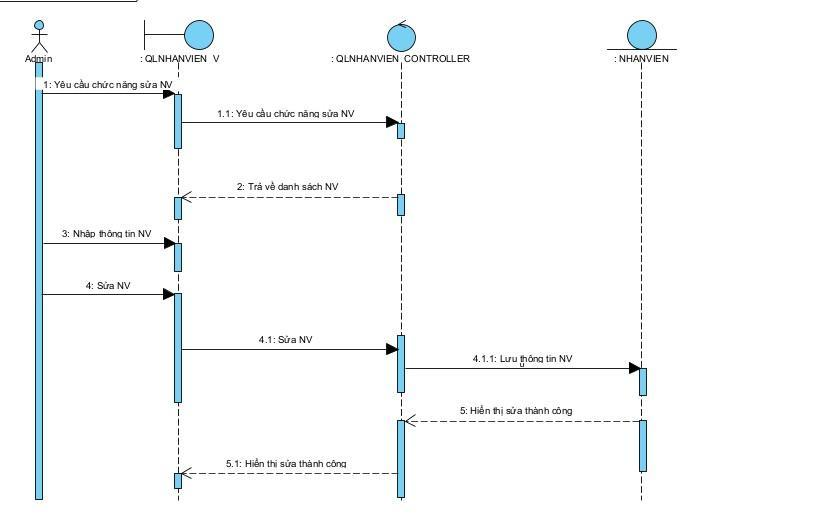 Admin
: QLNHANVIEN_V
: QLNHANVIEN_CONTROLLER
: NHANVIEN
1: Yêu cầu chức năng sửa NV
1.1: Yêu cầu chức năng sửa NV
2: Trả về danh sách NV
3: Nhập thông tin NV
4: Sửa NV
4.1: Sửa NV
4.1.1: Lưu thông tin NV
5: Hiển thị sửa thành công
5.1: Hiển thị sửa thành công